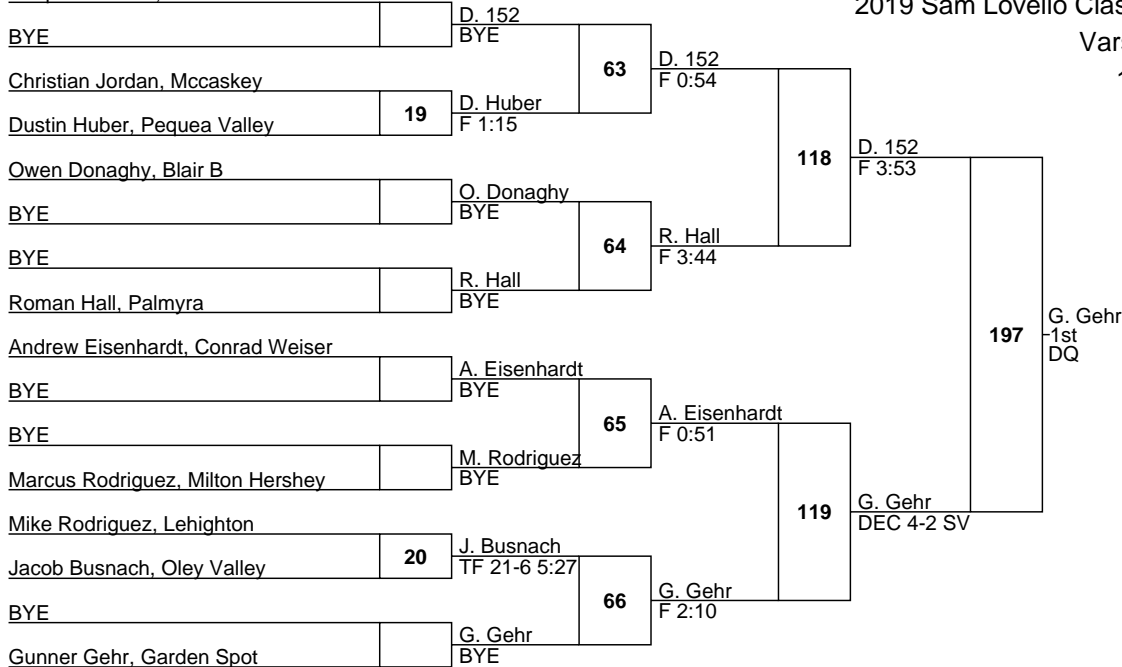 D. 152
BYE
BYE
63
D. 152
F 0:54
Christian Jordan, Mccaskey
19
D. Huber
F 1:15
Dustin Huber, Pequea Valley
118
D. 152
F 3:53
Owen Donaghy, Blair B
O. Donaghy
BYE
BYE
64
R. Hall
F 3:44
BYE
R. Hall
BYE
Roman Hall, Palmyra
197
G. Gehr
1st
DQ
Andrew Eisenhardt, Conrad Weiser
A. Eisenhardt
BYE
BYE
65
A. Eisenhardt
F 0:51
BYE
M. Rodriguez
BYE
Marcus Rodriguez, Milton Hershey
119
G. Gehr
DEC 4-2 SV
Mike Rodriguez, Lehighton
20
J. Busnach
TF 21-6 5:27
Jacob Busnach, Oley Valley
66
G. Gehr
F 2:10
BYE
G. Gehr
BYE
Gunner Gehr, Garden Spot
2019 Sam Lovello Clas
Vars